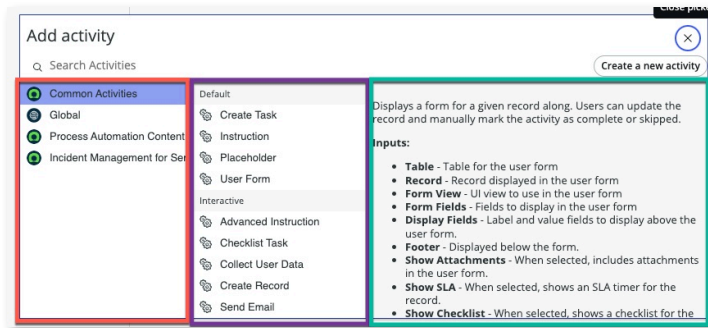 Close pick
Add activity
Search Activities
Create a new activity
Common Activities
Global
Process Automation Content
Incident Management for Ser
Default
Create Task
Instruction
Placeholder
User Form
Interactive
Advanced Instruction
Checklist Task
Collect User Data
Create Record
Send Email
Displays a form for a given record along. Users can update the
record and manually mark the activity as complete or skipped.
Inputs:
• Table - Table for the user form
• Record - Record displayed in the user form
• Form View - UI view to use in the user form
• Form Fields - Fields to display in the user form
• Display Fields - Label and value fields to display above the
user form.
• Footer - Displayed below the form.
• Show Attachments - When selected, includes attachments
in the user form.
• Show SLA - When selected, shows an SLA timer for the
record.
• Show Checklist - When selected, shows a checklist for the